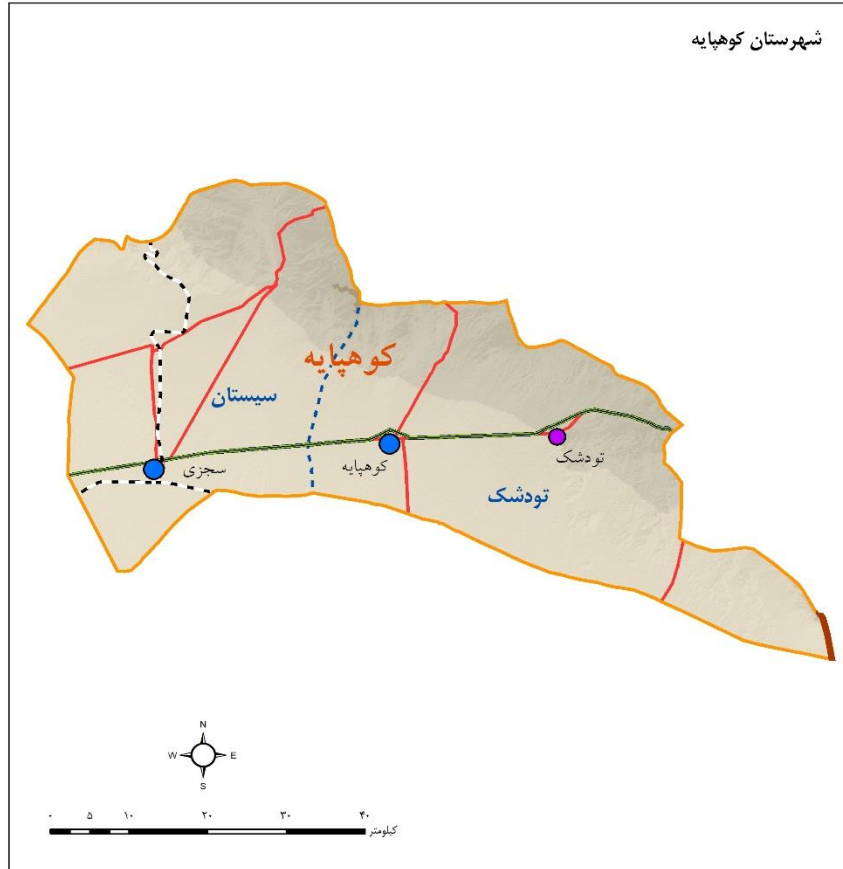 شهرستان کوهپایه
کوهپایه
سیستان
سجزی
کوهپایه
تودشک
تودشک
N
W E
S
۰ ۵ ۱۰ ۲۰ ۳۰ ۴۰
کیلومتر